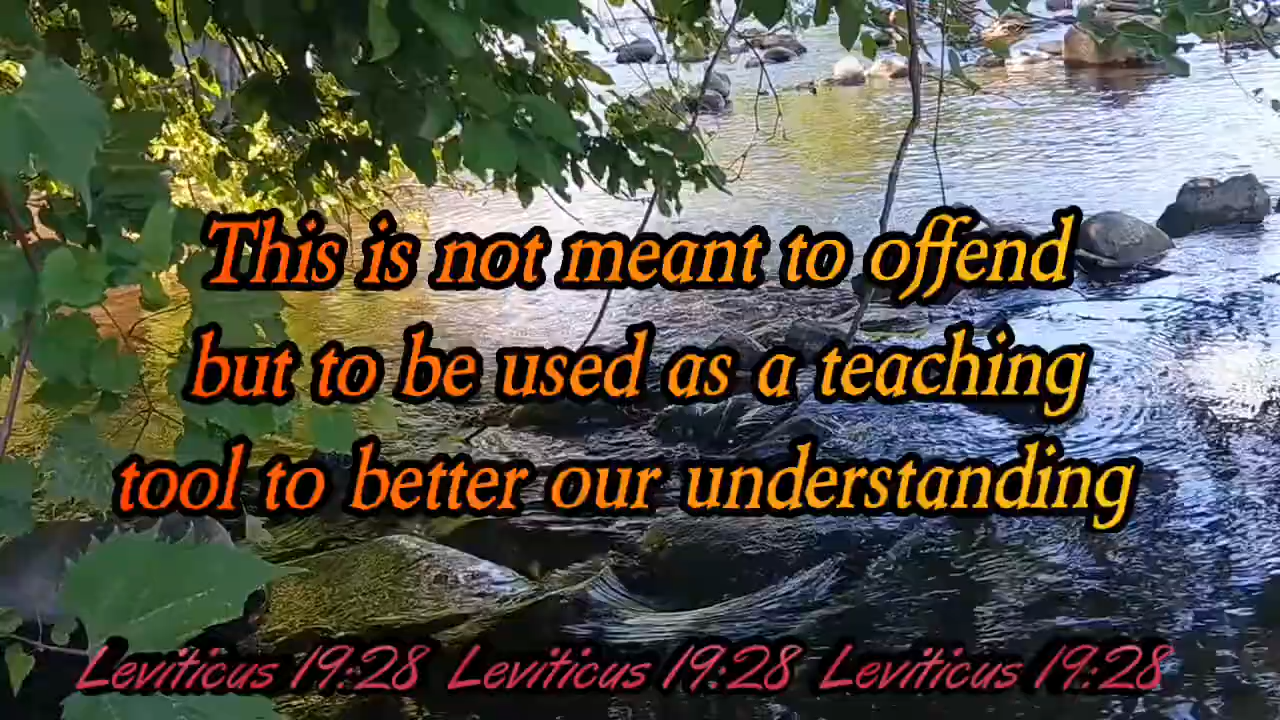 This is not meant to offend
but to be used as a teaching
tool to better our understanding
Leviticus 19:28 Leviticus 19:28 Leviticus 19:28